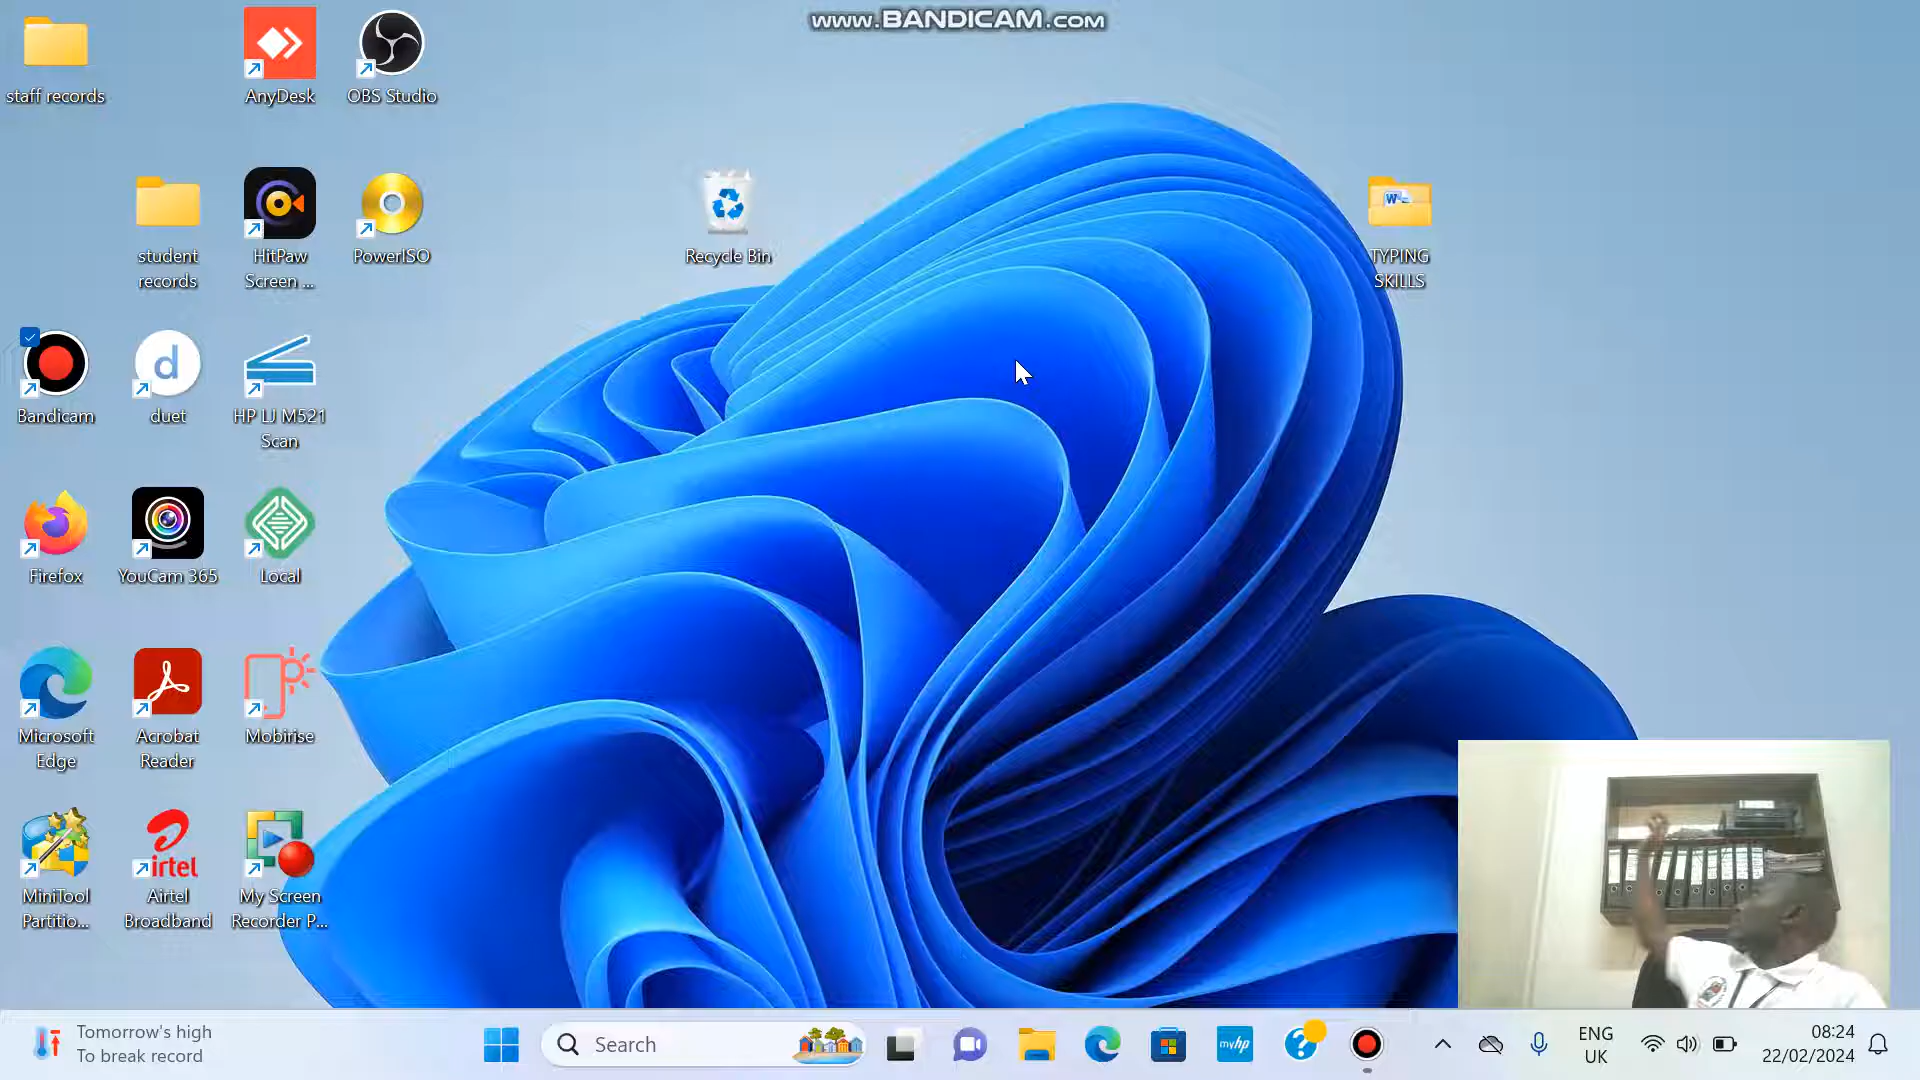 www.BANDICAM.COM
staff records
AnyDesk
OBS Studio
student
records
HitPaw
Screen ...
PowerISO
Recycle Bin
TYPING
SKILLS
Bandicam
duet
HP LJ M521
Scan
Firefox
YouCam 365
Local
Microsoft
Edge
Acrobat
Reader
Mobirise
MiniTool
Partitio...
airtel
Airtel
Broadband
My Screen
Recorder P...
Tomorrow's high
To break record
Search
myhp
ENG
UK
08:24
22/02/2024